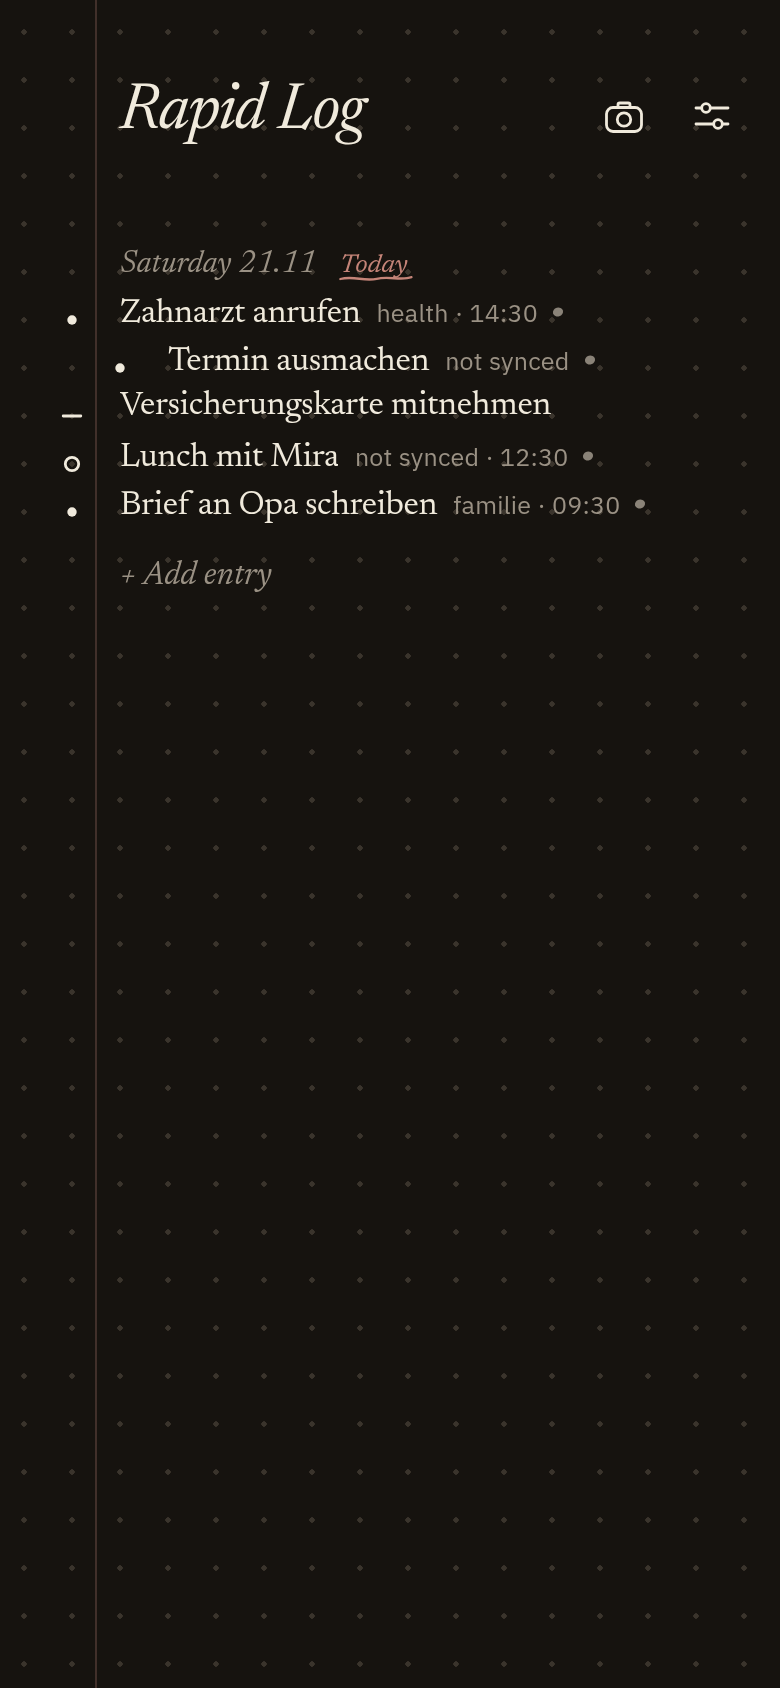 Rapid Log
Saturday 21.11 Today
• Zahnarzt anrufen health · 14:30 •
• Termin ausmachen not synced •
– Versicherungskarte mitnehmen
○ Lunch mit Mira not synced · 12:30 •
• Brief an Opa schreiben familie · 09:30 •
+ Add entry